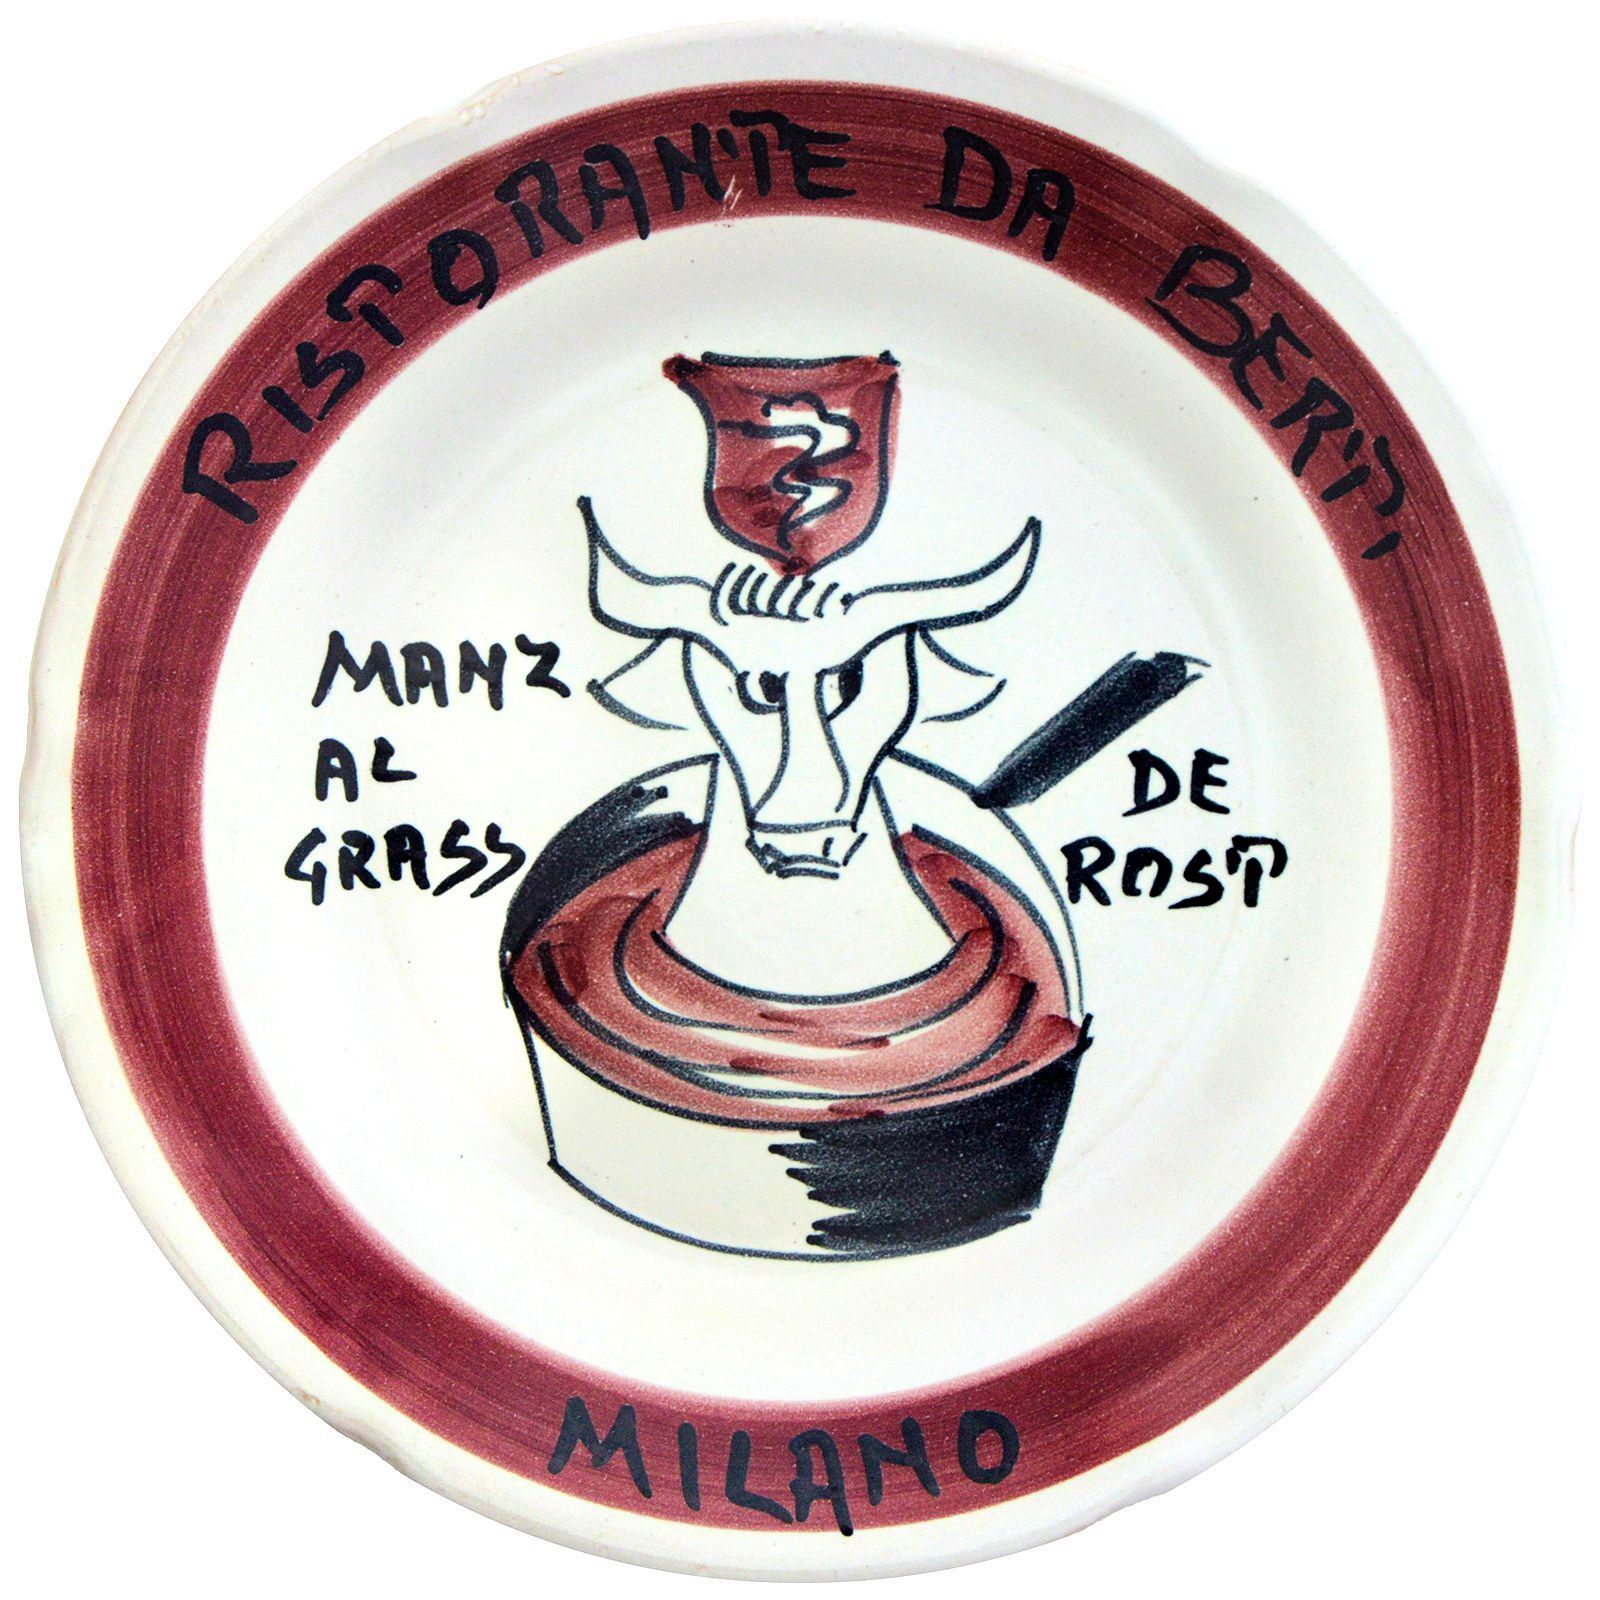 RISTORANTE DA BERTI
MANZ
AL
GRASS
DE
ROST
MILANO